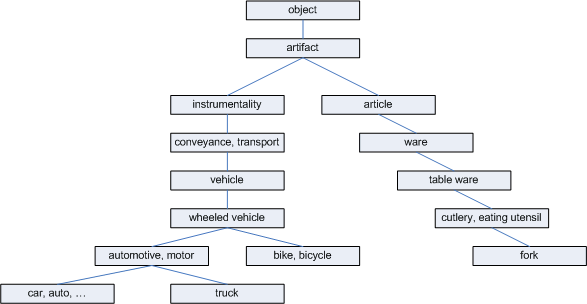 object
artifact
instrumentality
article
conveyance, transport
ware
vehicle
table ware
wheeled vehicle
cutlery, eating utensil
automotive, motor
bike, bicycle
fork
car, auto, …
truck